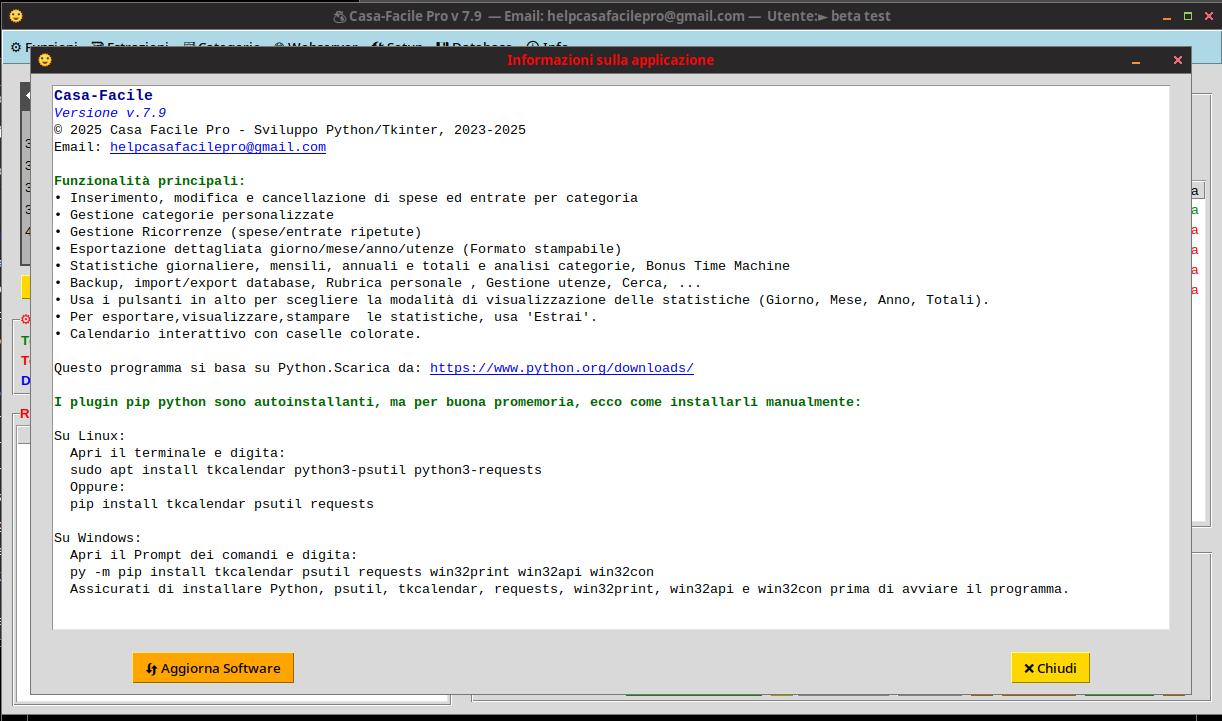 Casa-Facile Pro v 7.9 — Email: helpcasafacilepro@gmail.com — Utente:► beta test
Funzioni Estrazioni Categorie Webserver Setup Database Info
Informazioni sulla applicazione
Casa-Facile
Versione v.7.9
© 2025 Casa Facile Pro - Sviluppo Python/Tkinter, 2023-2025
Email: helpcasafacilepro@gmail.com
Funzionalità principali:
• Inserimento, modifica e cancellazione di spese ed entrate per categoria
• Gestione categorie personalizzate
• Gestione Ricorrenze (spese/entrate ripetute)
• Esportazione dettagliata giorno/mese/anno/utenze (Formato stampabile)
• Statistiche giornaliere, mensili, annuali e totali e analisi categorie, Bonus Time Machine
• Backup, import/export database, Rubrica personale , Gestione utenze, Cerca, ...
• Usa i pulsanti in alto per scegliere la modalità di visualizzazione delle statistiche (Giorno, Mese, Anno, Totali).
• Per esportare,visualizzare,stampare  le statistiche, usa 'Estrai'.
• Calendario interattivo con caselle colorate.
Questo programma si basa su Python.Scarica da: https://www.python.org/downloads/
I plugin pip python sono autoinstallanti, ma per buona promemoria, ecco come installarli manualmente:
Su Linux:
Apri il terminale e digita:
sudo apt install tkcalendar python3-psutil python3-requests
Oppure:
pip install tkcalendar psutil requests
Su Windows:
Apri il Prompt dei comandi e digita:
py -m pip install tkcalendar psutil requests win32print win32api win32con
Assicurati di installare Python, psutil, tkcalendar, requests, win32print, win32api e win32con prima di avviare il programma.
Aggiorna Software
Chiudi